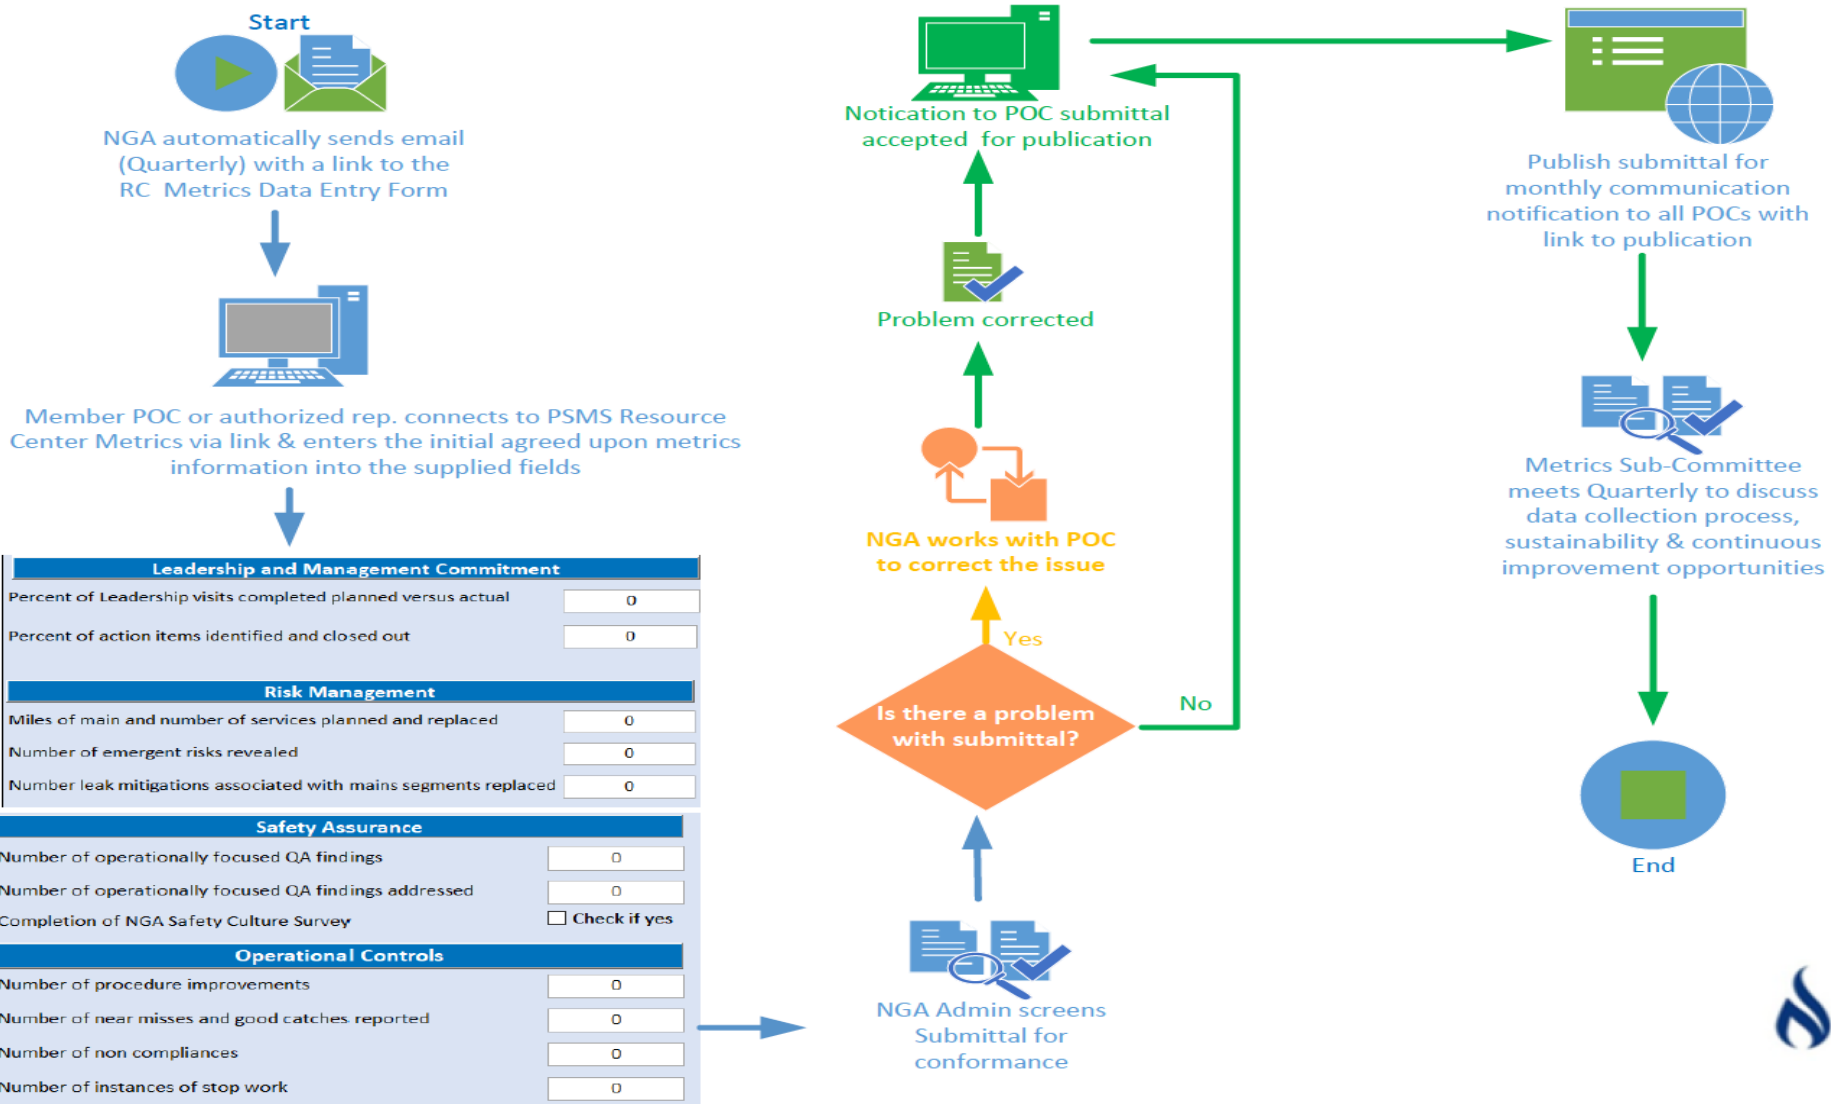 Start
NGA automatically sends email
(Quarterly) with a link to the
RC Metrics Data Entry Form
Member POC or authorized rep. connects to PSMS Resource
Center Metrics via link & enters the initial agreed upon metrics
information into the supplied fields
Leadership and Management Commitment
Percent of Leadership visits completed planned versus actual 0
Percent of action items identified and closed out 0
Risk Management
Miles of main and number of services planned and replaced 0
Number of emergent risks revealed 0
Number leak mitigations associated with mains segments replaced 0
Safety Assurance
Number of operationally focused QA findings 0
Number of operationally focused QA findings addressed 0
Completion of NGA Safety Culture Survey Check if yes
Operational Controls
Number of procedure improvements 0
Number of near misses and good catches reported 0
Number of non compliances 0
Number of instances of stop work 0
NGA Admin screens
Submittal for
conformance
Is there a problem
with submittal?
Yes
No
NGA works with POC
to correct the issue
Problem corrected
Notication to POC submittal
accepted for publication
Publish submittal for
monthly communication
notification to all POCs with
link to publication
Metrics Sub-Committee
meets Quarterly to discuss
data collection process,
sustainability & continuous
improvement opportunities
End